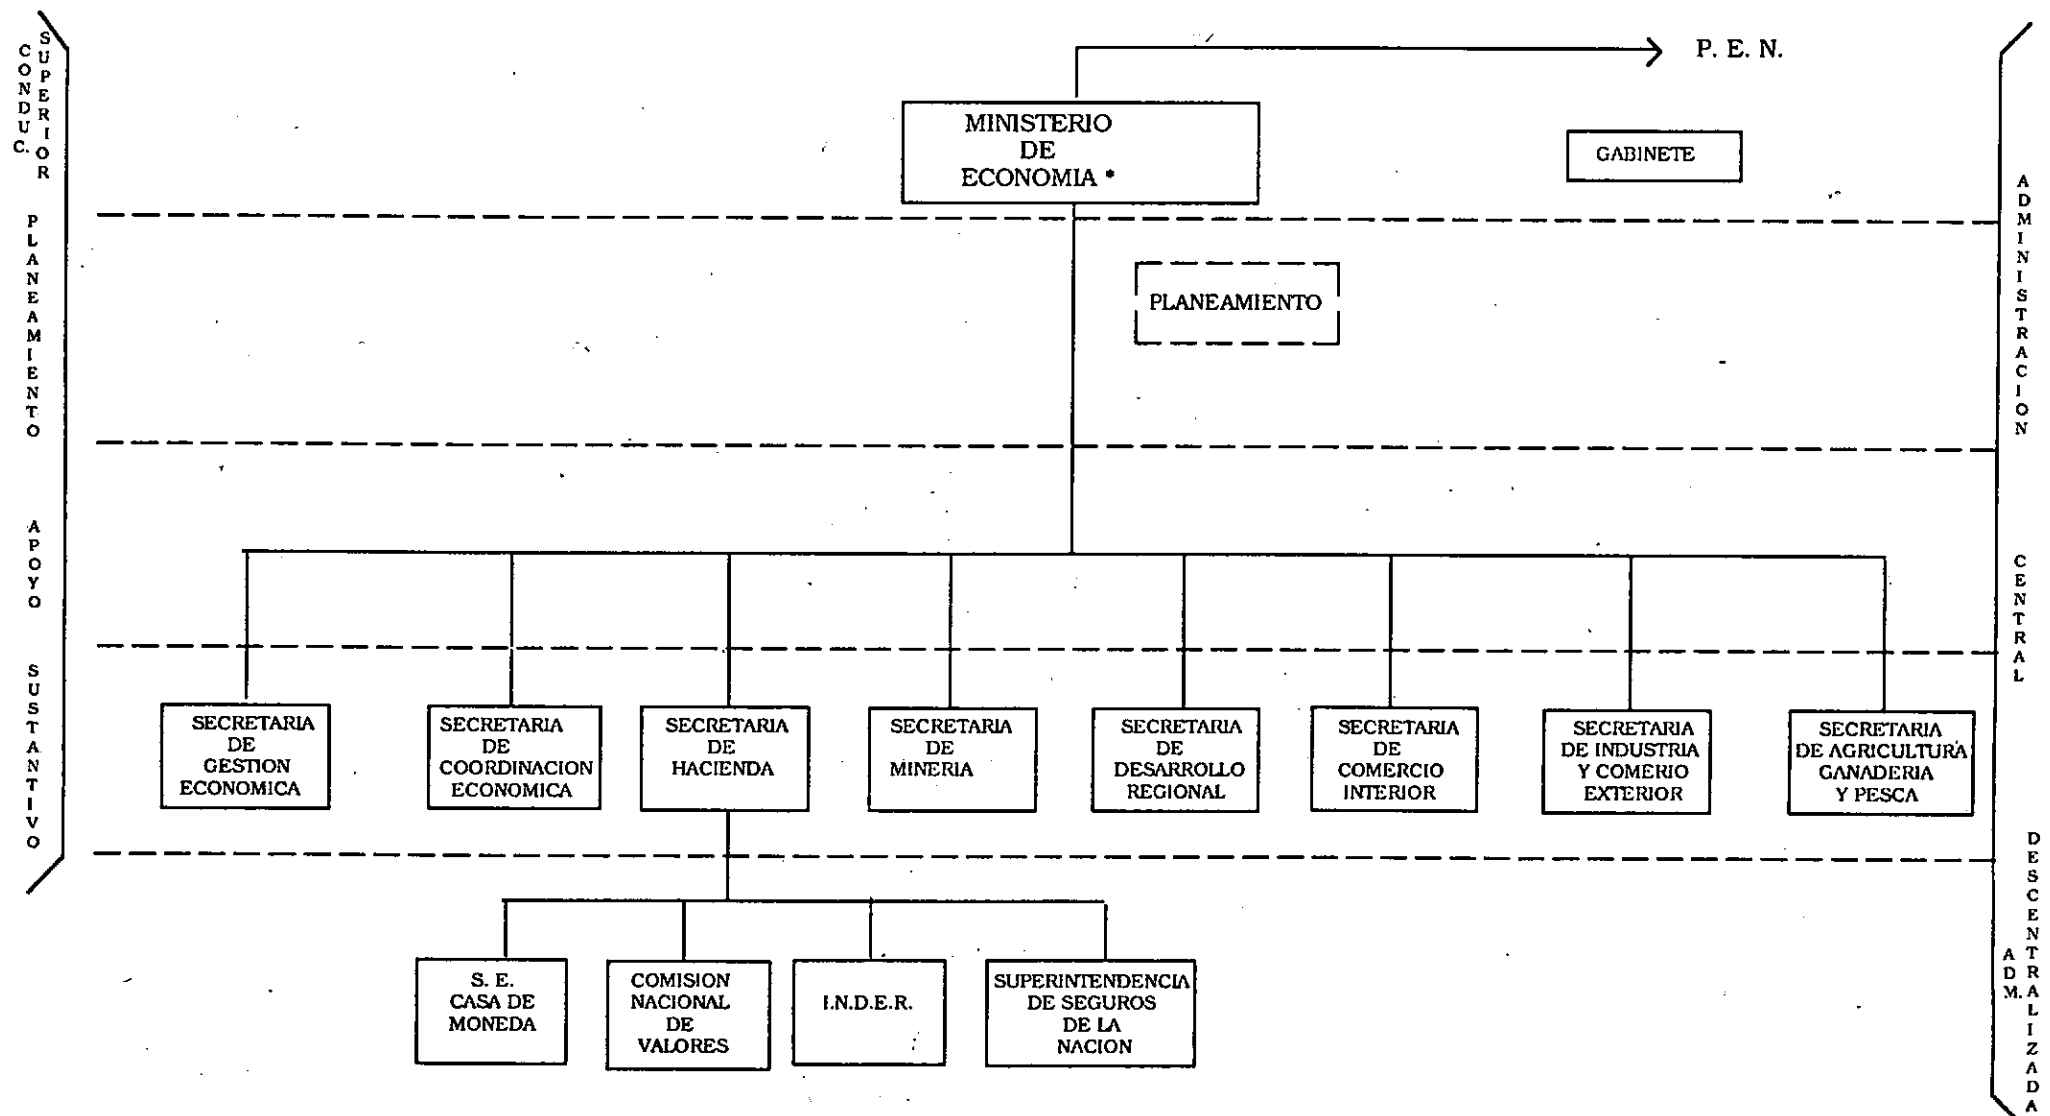 P. E. N.
MINISTERIO
DE
ECONOMIA *
GABINETE
PLANEAMIENTO
SECRETARIA
DE
GESTION
ECONOMICA
SECRETARIA
DE
COORDINACION
ECONOMICA
SECRETARIA
DE
HACIENDA
SECRETARIA
DE
MINERIA
SECRETARIA
DE
DESARROLLO
REGIONAL
SECRETARIA
DE
COMERCIO
INTERIOR
SECRETARIA
DE INDUSTRIA
Y COMERIO
EXTERIOR
SECRETARIA
DE AGRICULTURA
GANADERIA
Y PESCA
S. E.
CASA DE
MONEDA
COMISION
NACIONAL
DE
VALORES
I.N.D.E.R.
SUPERINTENDENCIA
DE SEGUROS
DE LA
NACION
CONDUC.
SUPERIOR
PLANEAMIENTO
APOYO
SUSTANTIVO
ADMINISTRACION
CENTRAL
ADM.
DESCENTRALIZADA